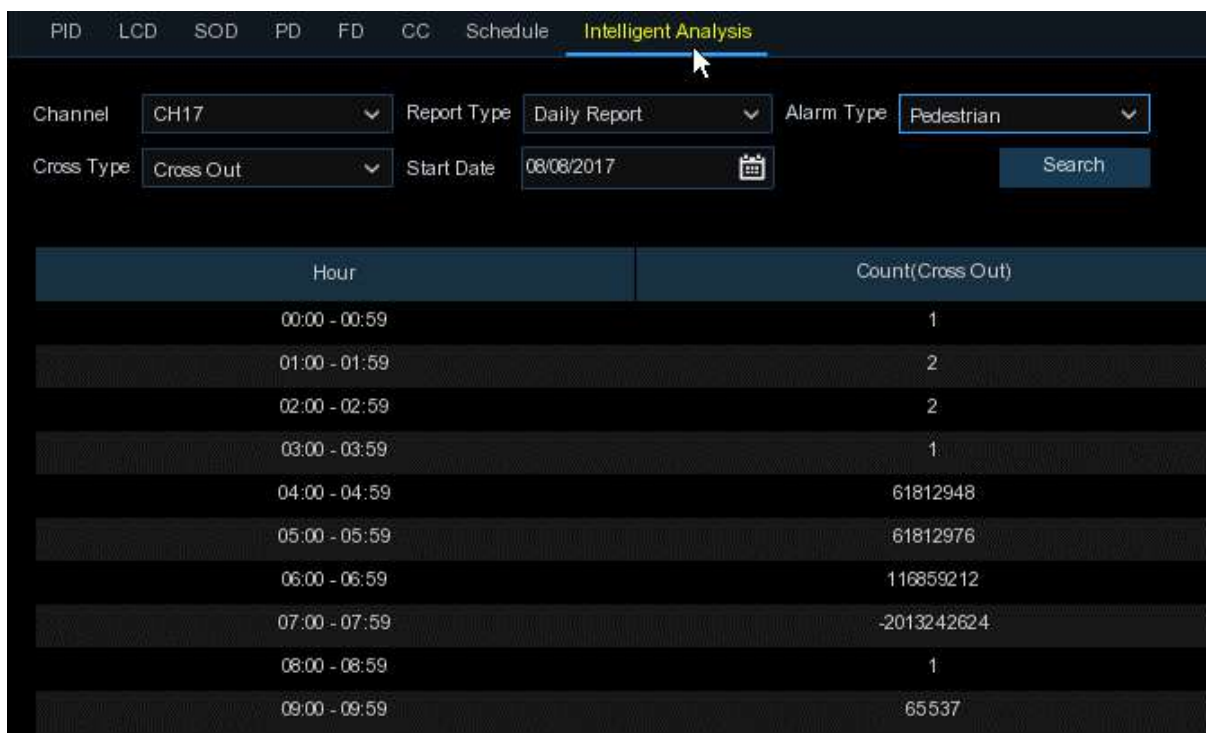 PID LCD SOD PD FD CC Schedule Intelligent Analysis
Channel CH17 Report Type Daily Report Alarm Type Pedestrian
Cross Type Cross Out Start Date 08/08/2017 Search
Hour Count(Cross Out)
00:00 - 00:59 1
01:00 - 01:59 2
02:00 - 02:59 2
03:00 - 03:59 1
04:00 - 04:59 61812948
05:00 - 05:59 61812976
06:00 - 06:59 116859212
07:00 - 07:59 -2013242624
08:00 - 08:59 1
09:00 - 09:59 65537